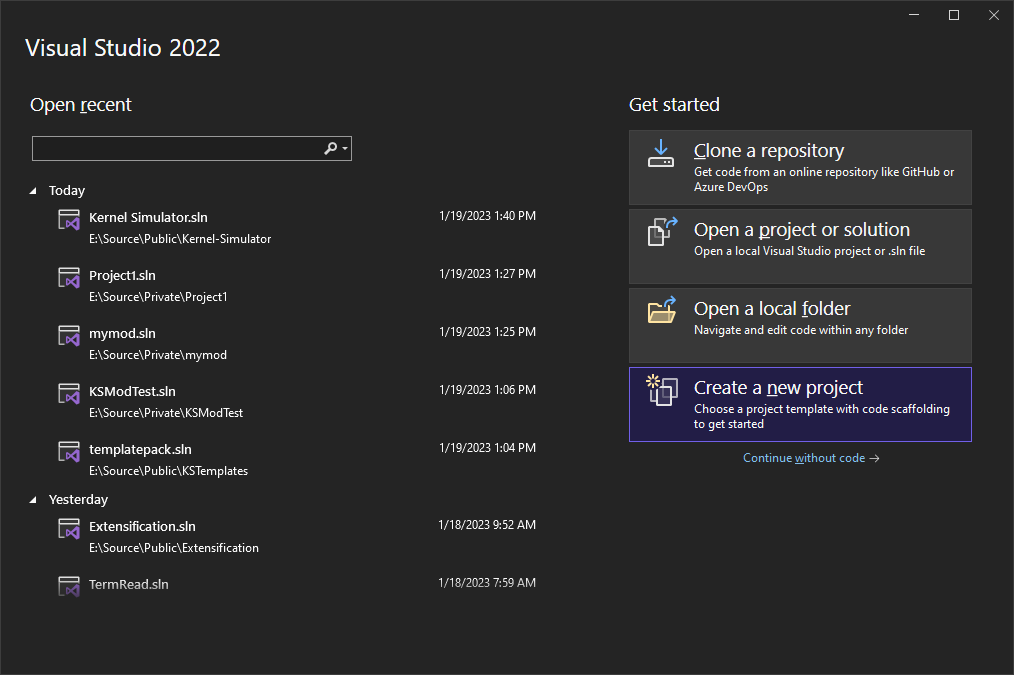 Visual Studio 2022
Open recent
Today
Kernel Simulator.sln 1/19/2023 1:40 PM
E:\Source\Public\Kernel-Simulator
Project1.sln 1/19/2023 1:27 PM
E:\Source\Private\Project1
mymod.sln 1/19/2023 1:25 PM
E:\Source\Private\mymod
KSModTest.sln 1/19/2023 1:06 PM
E:\Source\Private\KSModTest
templatepack.sln 1/19/2023 1:04 PM
E:\Source\Public\KSTemplates
Yesterday
Extensification.sln 1/18/2023 9:52 AM
E:\Source\Public\Extensification
TermRead.sln 1/18/2023 7:59 AM
Get started
Clone a repository
Get code from an online repository like GitHub or
Azure DevOps
Open a project or solution
Open a local Visual Studio project or .sln file
Open a local folder
Navigate and edit code within any folder
Create a new project
Choose a project template with code scaffolding
to get started
Continue without code →